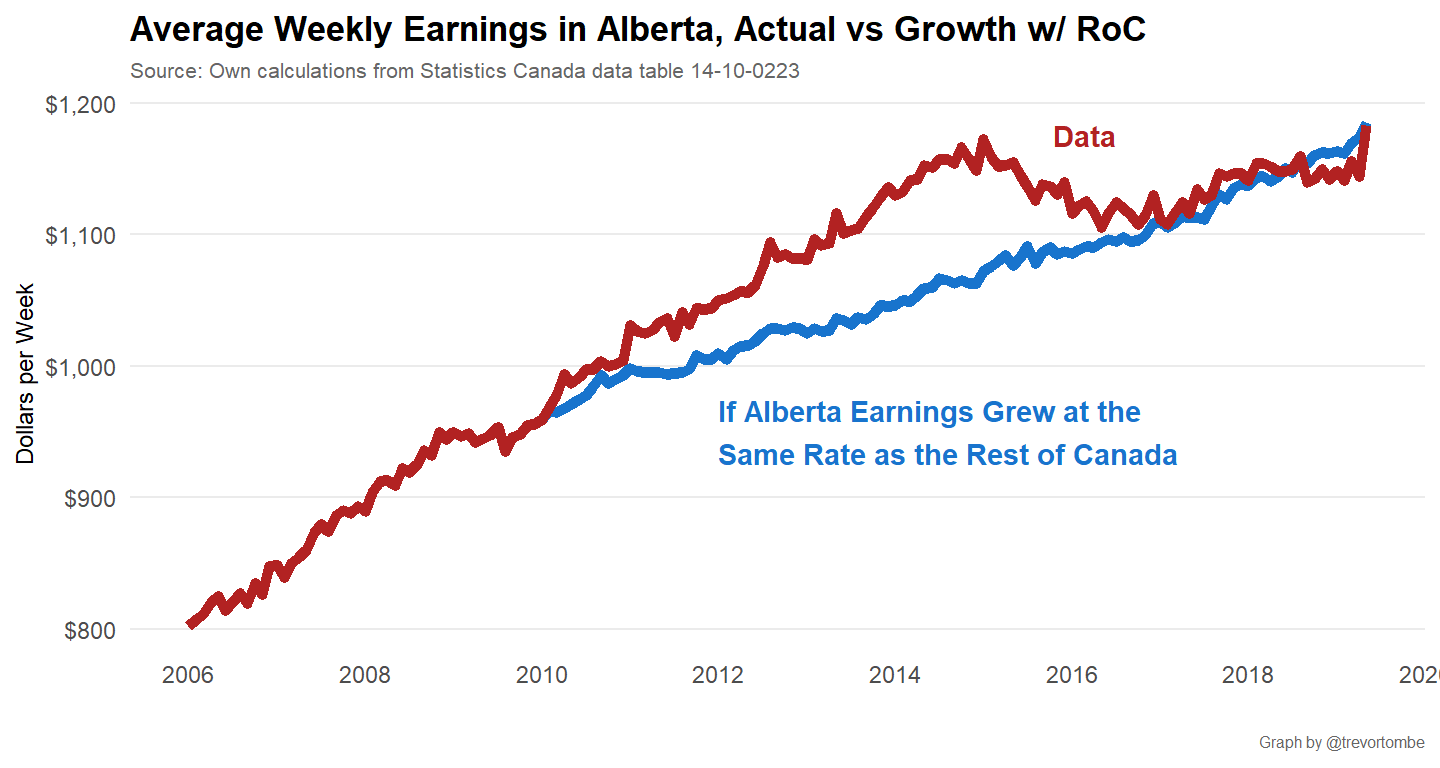 Average Weekly Earnings in Alberta, Actual vs Growth w/ RoC
Source: Own calculations from Statistics Canada data table 14-10-0223
$1,200
$1,100
$1,000
$900
$800
Dollars per Week
Data
If Alberta Earnings Grew at the
Same Rate as the Rest of Canada
2006 2008 2010 2012 2014 2016 2018
Graph by @trevortombe